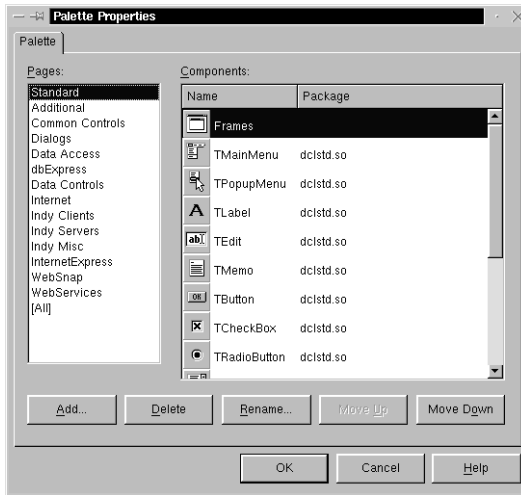 Palette Properties
Palette
Pages:
Standard
Additional
Common Controls
Dialogs
Data Access
dbExpress
Data Controls
Internet
Indy Clients
Indy Servers
Indy Misc
InternetExpress
WebSnap
WebServices
[All]
Components:
Name Package
Frames
TMainMenu dclstd.so
TPopupMenu dclstd.so
A TLabel dclstd.so
ab TEdit dclstd.so
TMemo dclstd.so
OK TButton dclstd.so
TCheckBox dclstd.so
TRadioButton dclstd.so
Add... Delete Rename... Move Up Move Down
OK Cancel Help